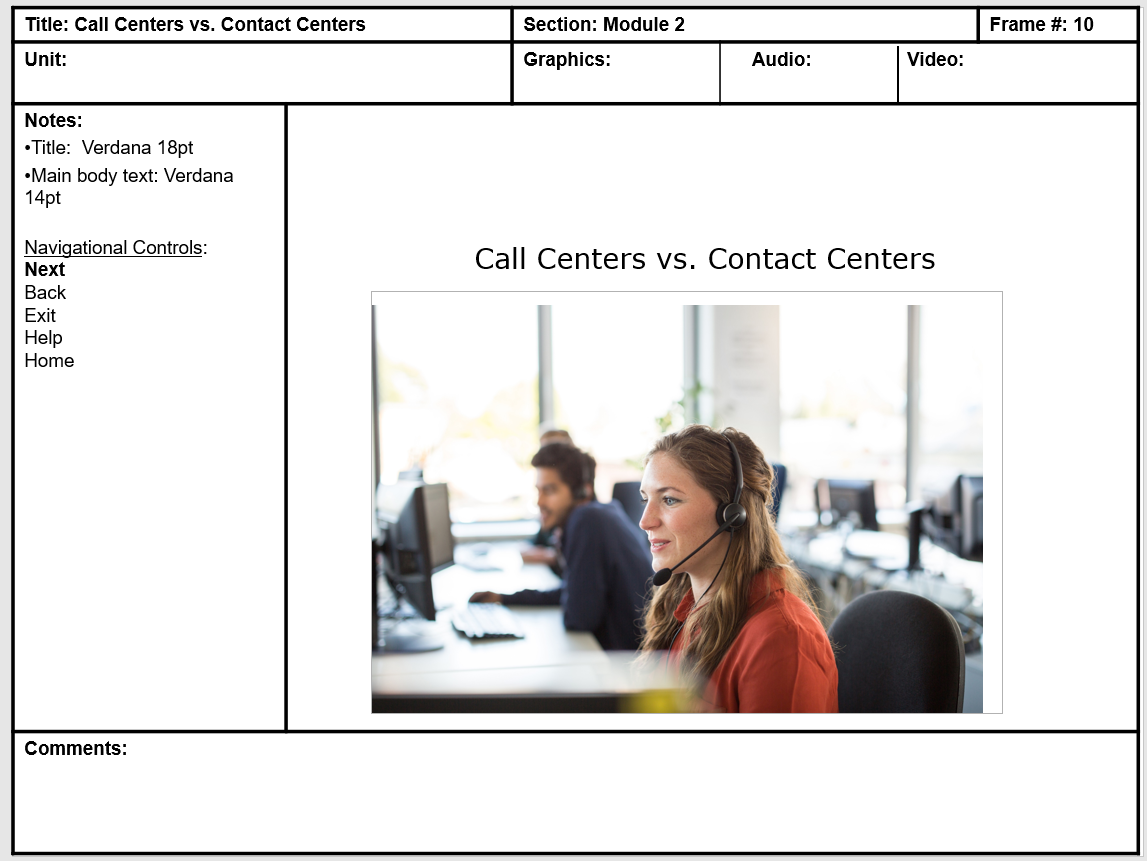 Title: Call Centers vs. Contact Centers
Section: Module 2
Frame #: 10
Unit:
Graphics:
Audio:
Video:
Notes:
•Title:  Verdana 18pt
•Main body text: Verdana
14pt
Navigational Controls:
Next
Back
Exit
Help
Home
Call Centers vs. Contact Centers
Comments: